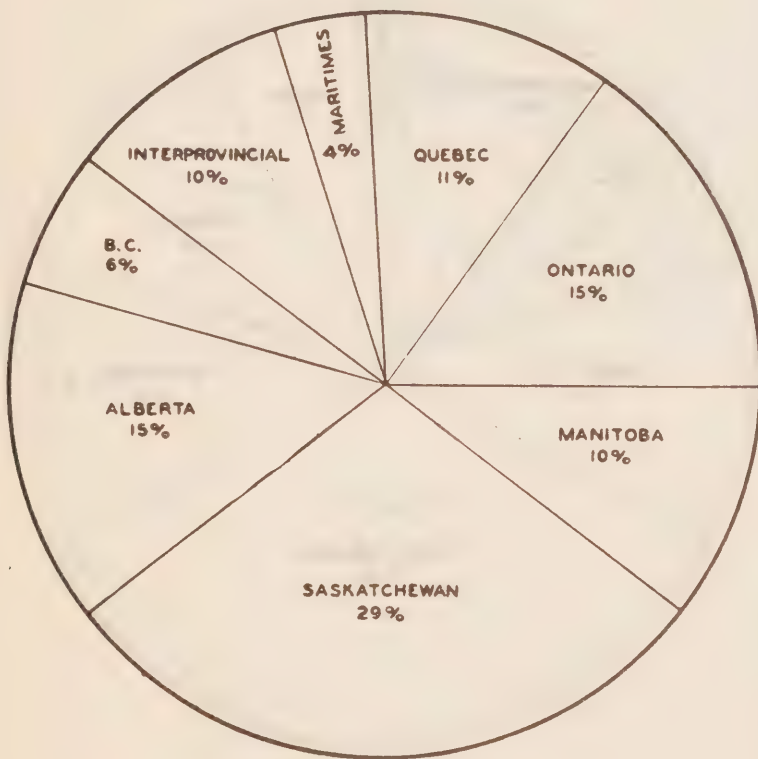 MARITIMES
4%
QUEBEC
11%
INTERPROVINCIAL
10%
B.C.
6%
ONTARIO
15%
ALBERTA
15%
MANITOBA
10%
SASKATCHEWAN
29%